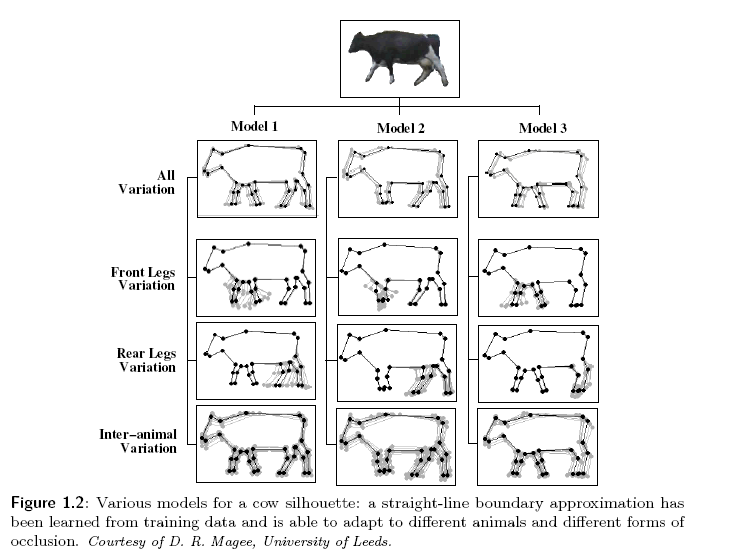 Model 1
Model 2
Model 3
All
Variation
Front Legs
Variation
Rear Legs
Variation
Inter–animal
Variation
Figure 1.2: Various models for a cow silhouette: a straight-line boundary approximation has
been learned from training data and is able to adapt to different animals and different forms of
occlusion. Courtesy of D. R. Magee, University of Leeds.